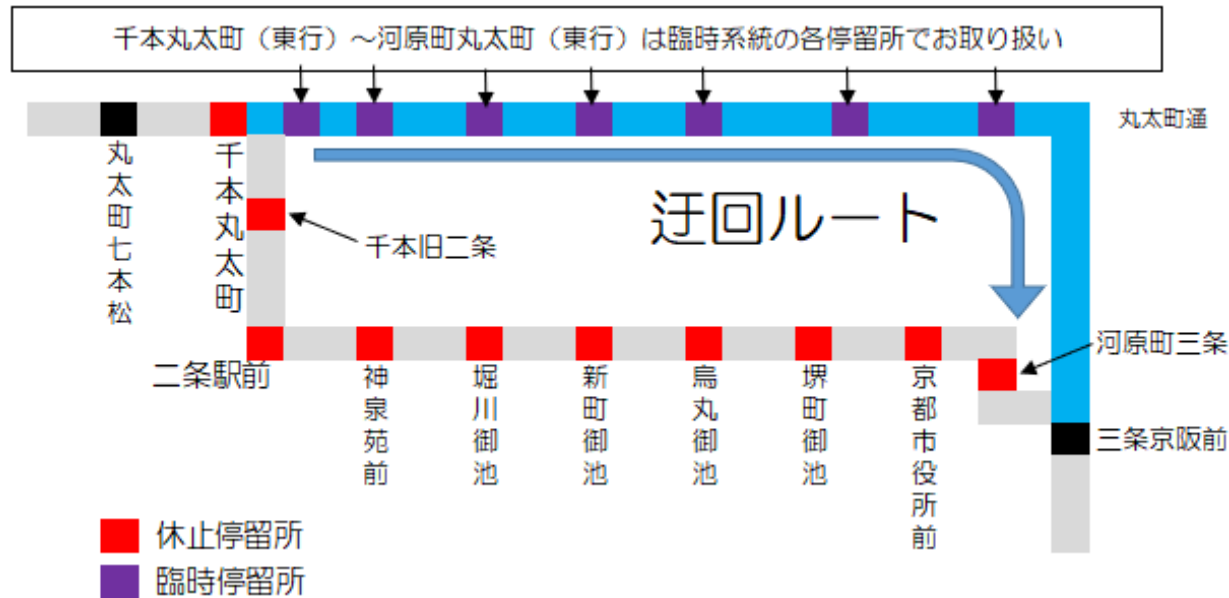 千本丸太町（東行）～河原町丸太町（東行）は臨時系統の各停留所でお取り扱い
丸太町通
丸太町七本松
千本丸太町
迂回ルート
千本旧二条
河原町三条
二条駅前
神泉苑前
堀川御池
新町御池
烏丸御池
堺町御池
京都市役所前
三条京阪前
休止停留所
臨時停留所